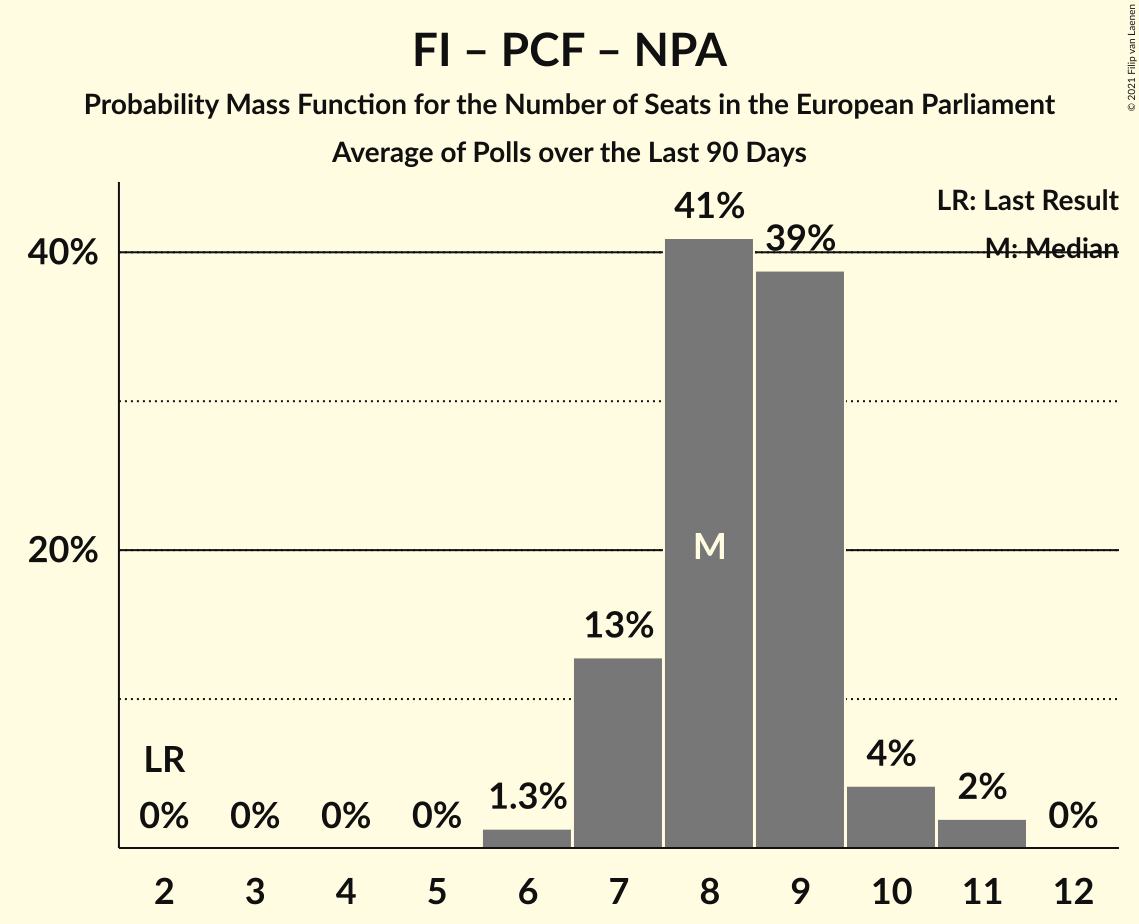 FI – PCF – NPA
Probability Mass Function for the Number of Seats in the European Parliament
Average of Polls over the Last 90 Days
© 2021 Filip van Laenen
LR: Last Result
M: Median
40%
20%
41%
39%
M
13%
LR
0%
0%
0%
0%
1.3%
4%
2%
0%
2 3 4 5 6 7 8 9 10 11 12